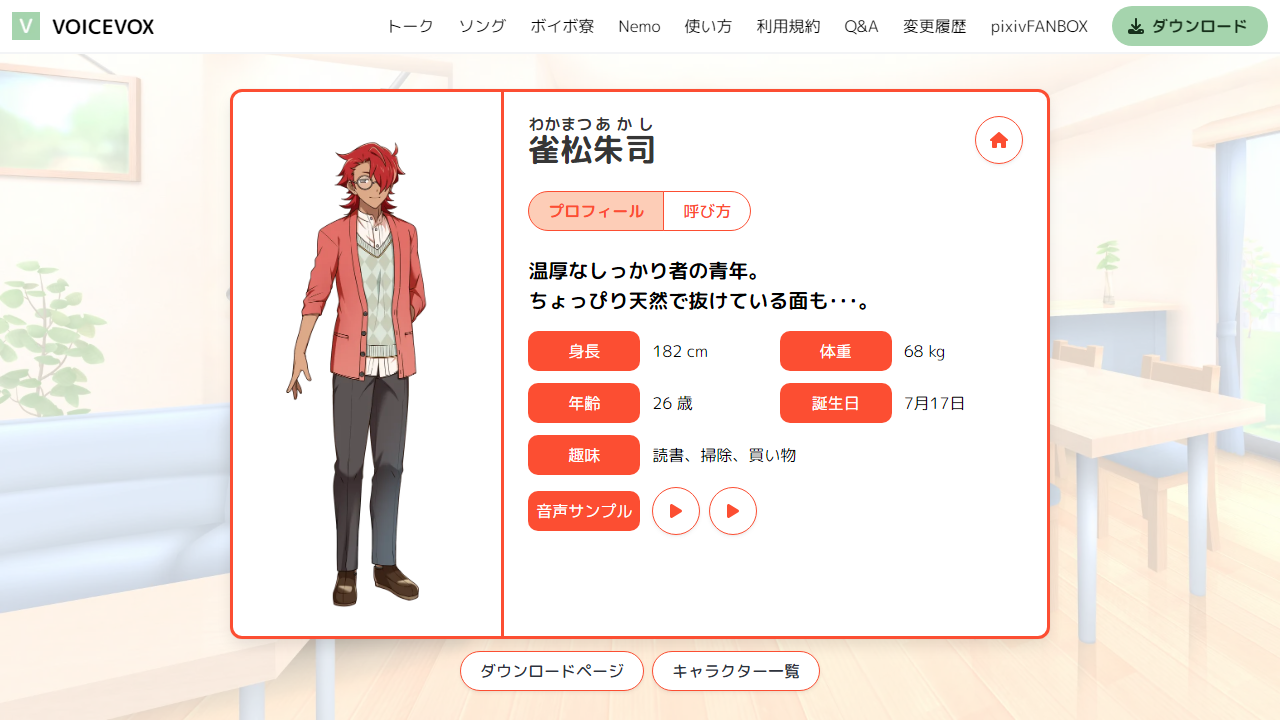 V VOICEVOX
トーク ソング ボイボ寮 Nemo 使い方 利用規約 Q&A 変更履歴 pixivFANBOX ダウンロード
わかまつあかし
雀松朱司
プロフィール 呼び方
温厚なしっかり者の青年。
ちょっぴり天然で抜けている面も･･･。
身長 182 cm 体重 68 kg
年齢 26 歳 誕生日 7月17日
趣味 読書、掃除、買い物
音声サンプル
ダウンロードページ キャラクター一覧